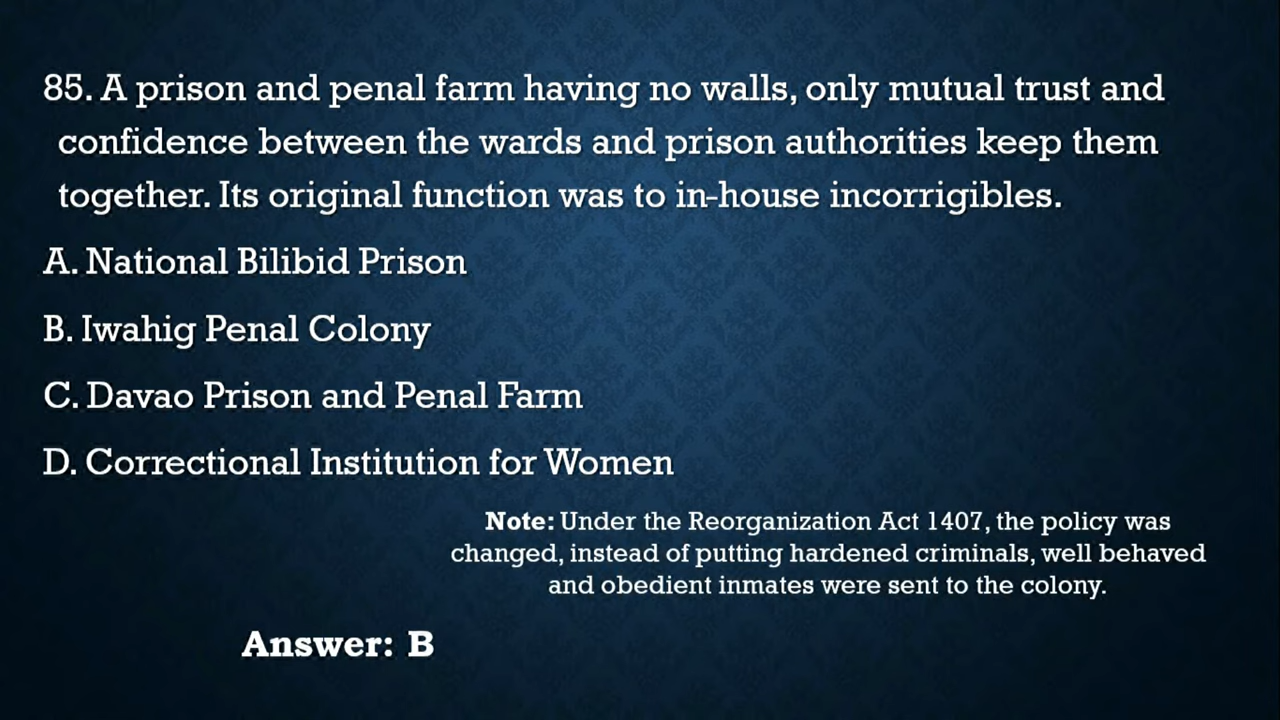 85. A prison and penal farm having no walls, only mutual trust and
confidence between the wards and prison authorities keep them
together. Its original function was to in-house incorrigibles.
A. National Bilibid Prison
B. Iwahig Penal Colony
C. Davao Prison and Penal Farm
D. Correctional Institution for Women
Note: Under the Reorganization Act 1407, the policy was
changed, instead of putting hardened criminals, well behaved
and obedient inmates were sent to the colony.
Answer: B